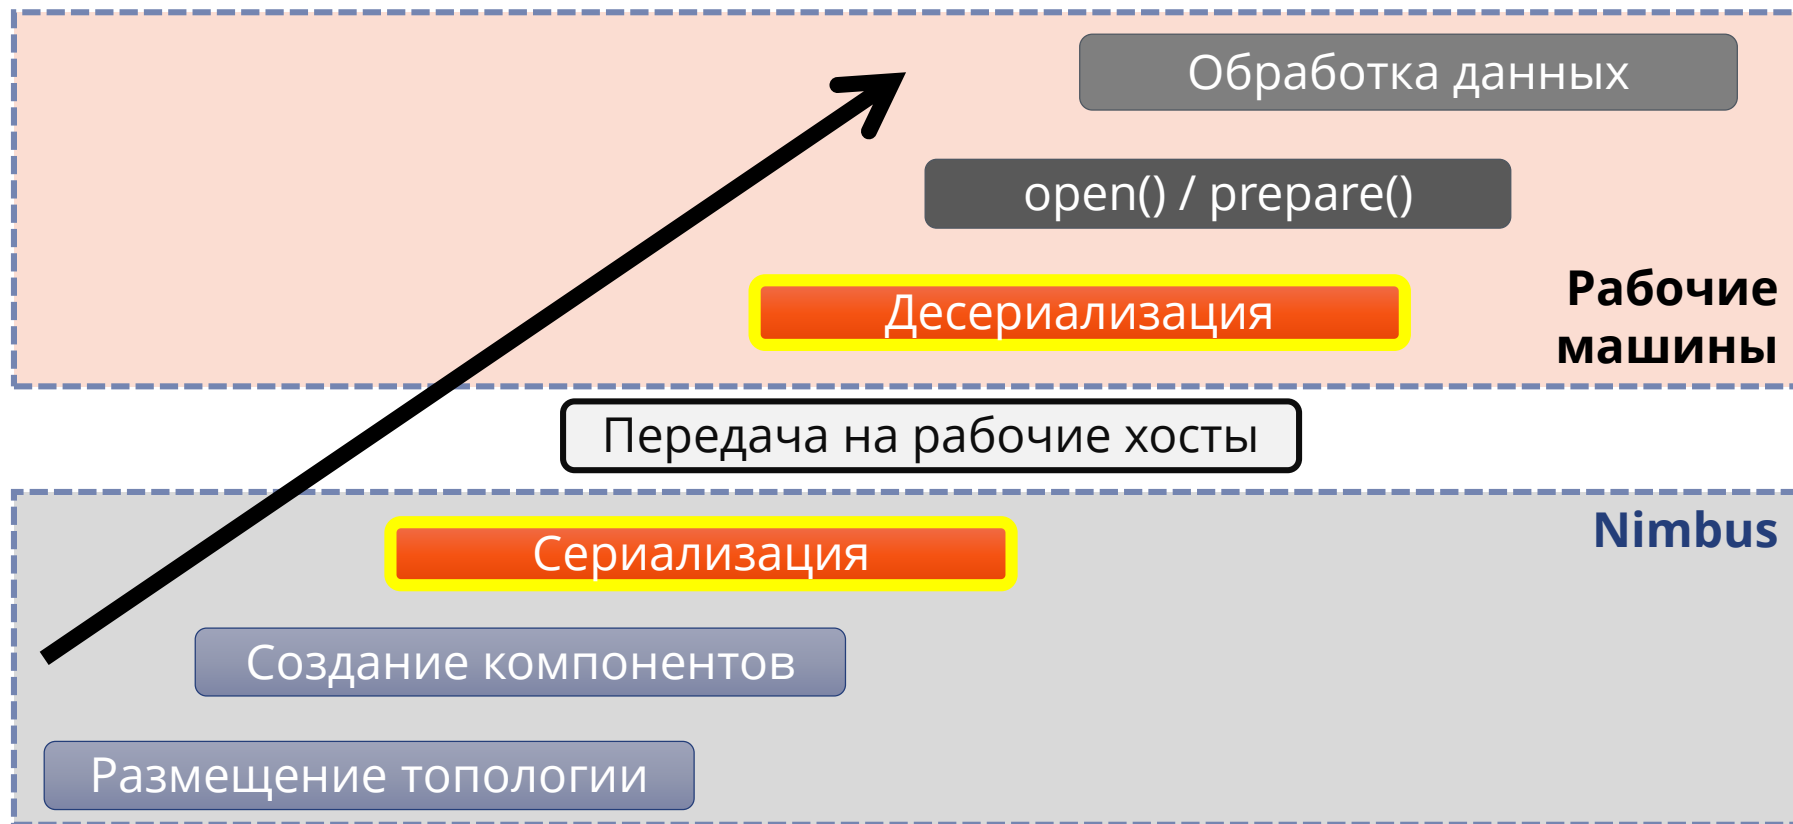 Обработка данных
open() / prepare()
Десериализация
Рабочие
машины
Передача на рабочие хосты
Nimbus
Сериализация
Создание компонентов
Размещение топологии